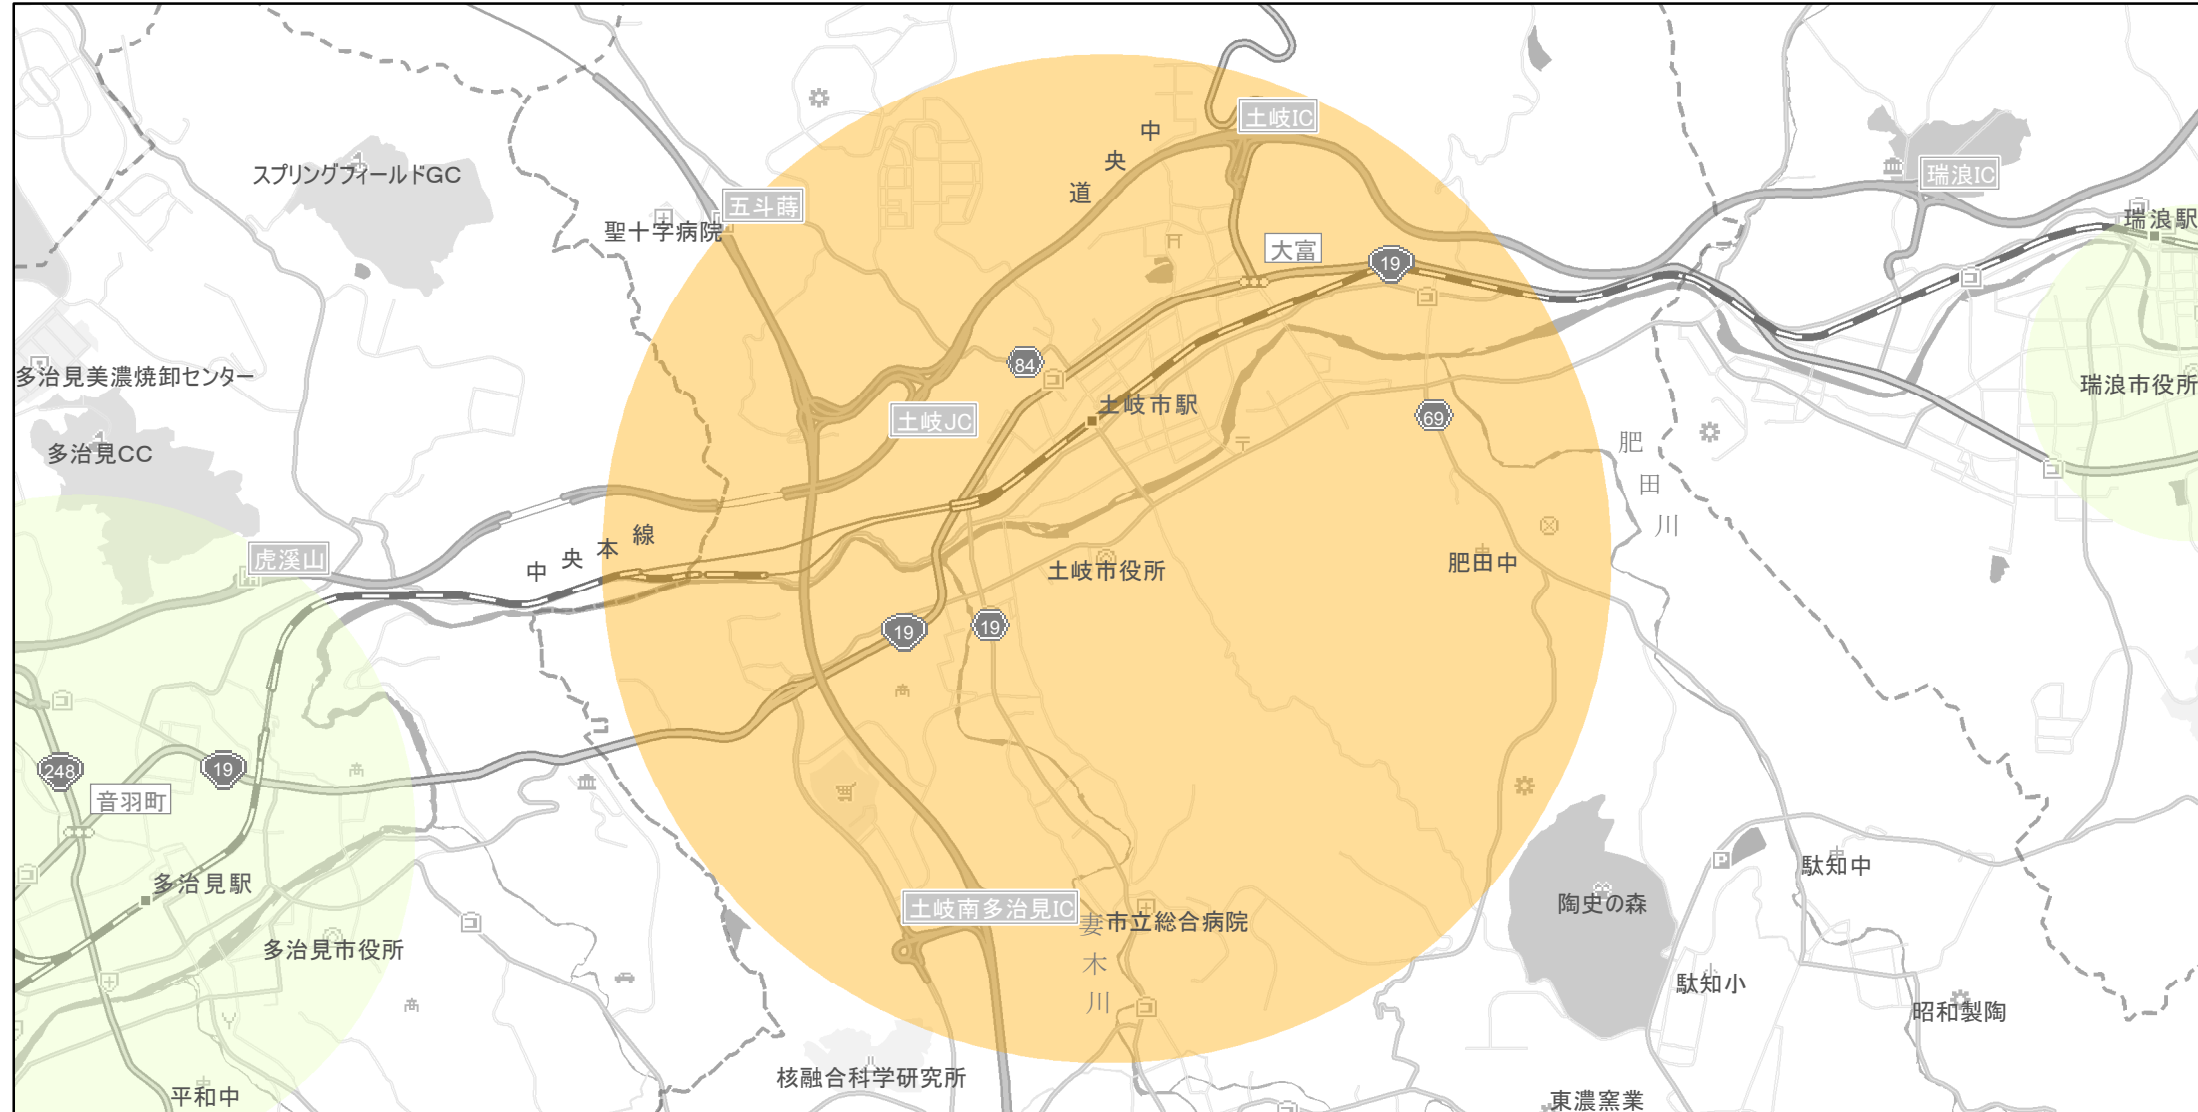 中央道
土岐IC
スプリングフィールドGC
瑞浪IC
五斗蒔
聖十字病院
瑞浪駅
大富
19
84
多治見美濃焼卸センター
瑞浪市役所
土岐市駅
土岐JC
69
多治見CC
肥田川
中央本線
虎溪山
土岐市役所
肥田中
19
19
248
19
音羽町
多治見駅
駄知中
陶史の森
土岐南多治見IC
市立総合病院
妻木川
多治見市役所
駄知小
小
昭和製陶
核融合科学研究所
平和中
東濃窯業